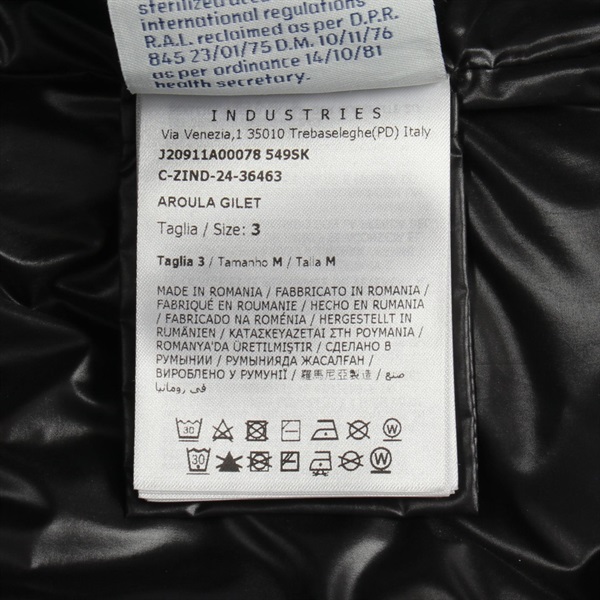 sterilized acco
international regulations
R.A.L. reclaimed as per D.P.R.
845 23/01/75 D.M. 10/11/76
as per ordinance 14/10/81
health secretary.
INDUSTRIES
Via Venezia,1 35010 Trebaseleghe(PD) Italy
J20911A00078 549SK
C-ZIND-24-36463
AROULA GILET
Taglia / Size: 3
Taglia 3 / Tamanho M / Talla M
MADE IN ROMANIA / FABBRICATO IN ROMANIA
/ FABRIQUÉ EN ROUMANIE / HECHO EN RUMANIA
/ FABRICADO NA ROMÉNIA / HERGESTELLT IN
RUMÄNIEN / ΚΑΤΑΣΚΕΥΑΖΕΤΑΙ ΣΤΗ ΡΟΥΜΑΝΙΑ /
ROMANYA'DA ÜRETILMIŞTIR / СДЕЛАНО В
РУМЫНИИ / РУМЫНИЯДА ЖАСАЛҒАН /
ВИРОБЛЕНО У РУМУНІЇ / 羅馬尼亞製造 / صنع
في رومانيا
30 W
30 W